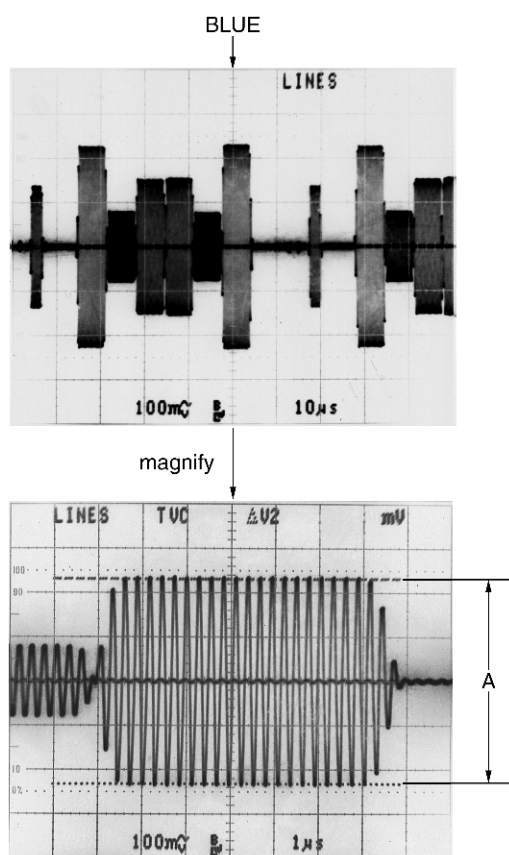 BLUE
LINES
100mV 10µs
magnify
LINES TVC ΔV2 mV
100
90
A
10
0%
100mV 1µs